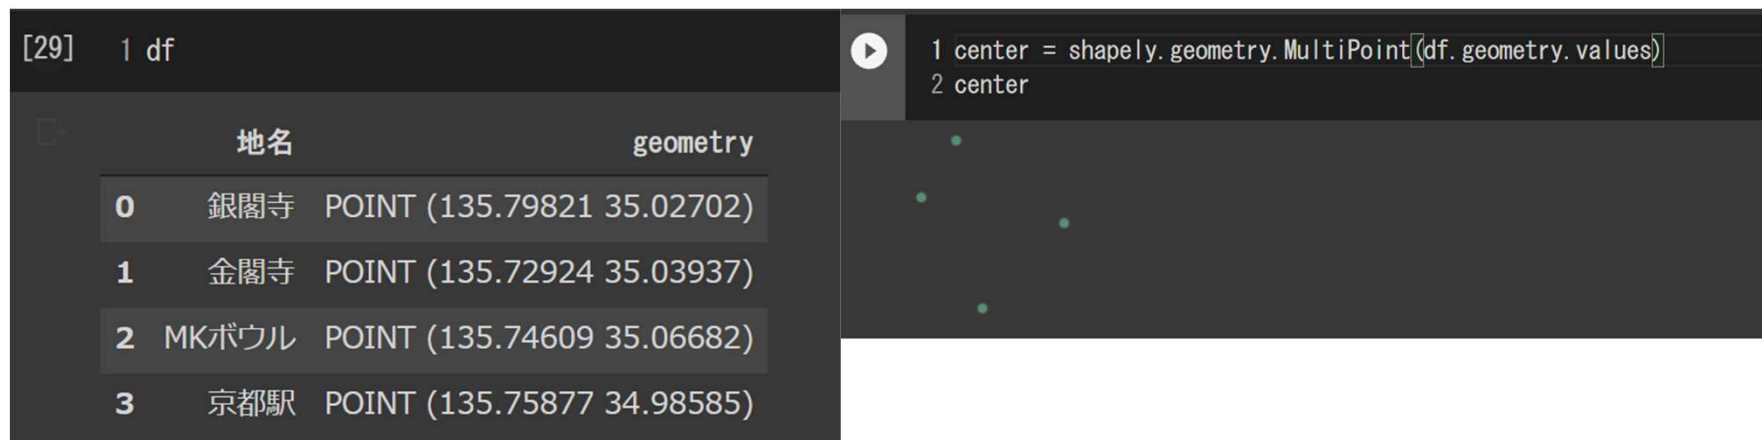 [29] 1 df
地名 geometry
0 銀閣寺 POINT (135.79821 35.02702)
1 金閣寺 POINT (135.72924 35.03937)
2 MKボウル POINT (135.74609 35.06682)
3 京都駅 POINT (135.75877 34.98585)
1 center = shapely.geometry.MultiPoint(df.geometry.values)
2 center